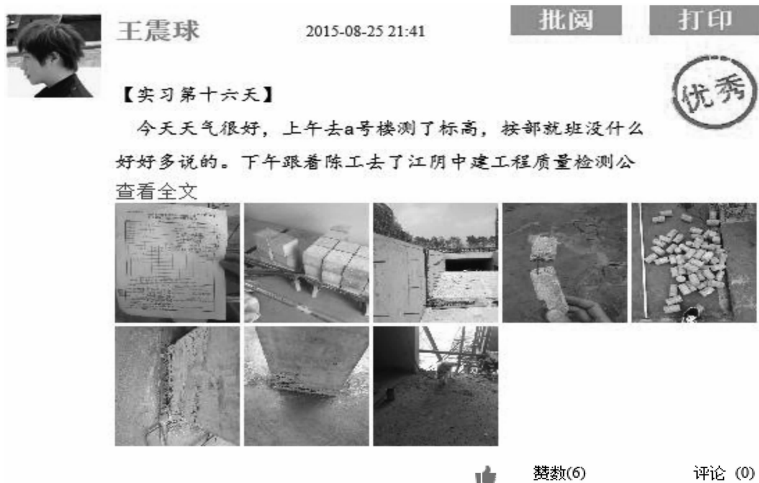 王震球
2015-08-25 21:41
批阅
打印
优秀
【实习第十六天】
今天天气很好，上午去a号楼测了标高，按部就班没什么
好好多说的。下午跟着陈工去了江阴中建工程质量检测公
查看全文
赞数(6)
评论 (0)